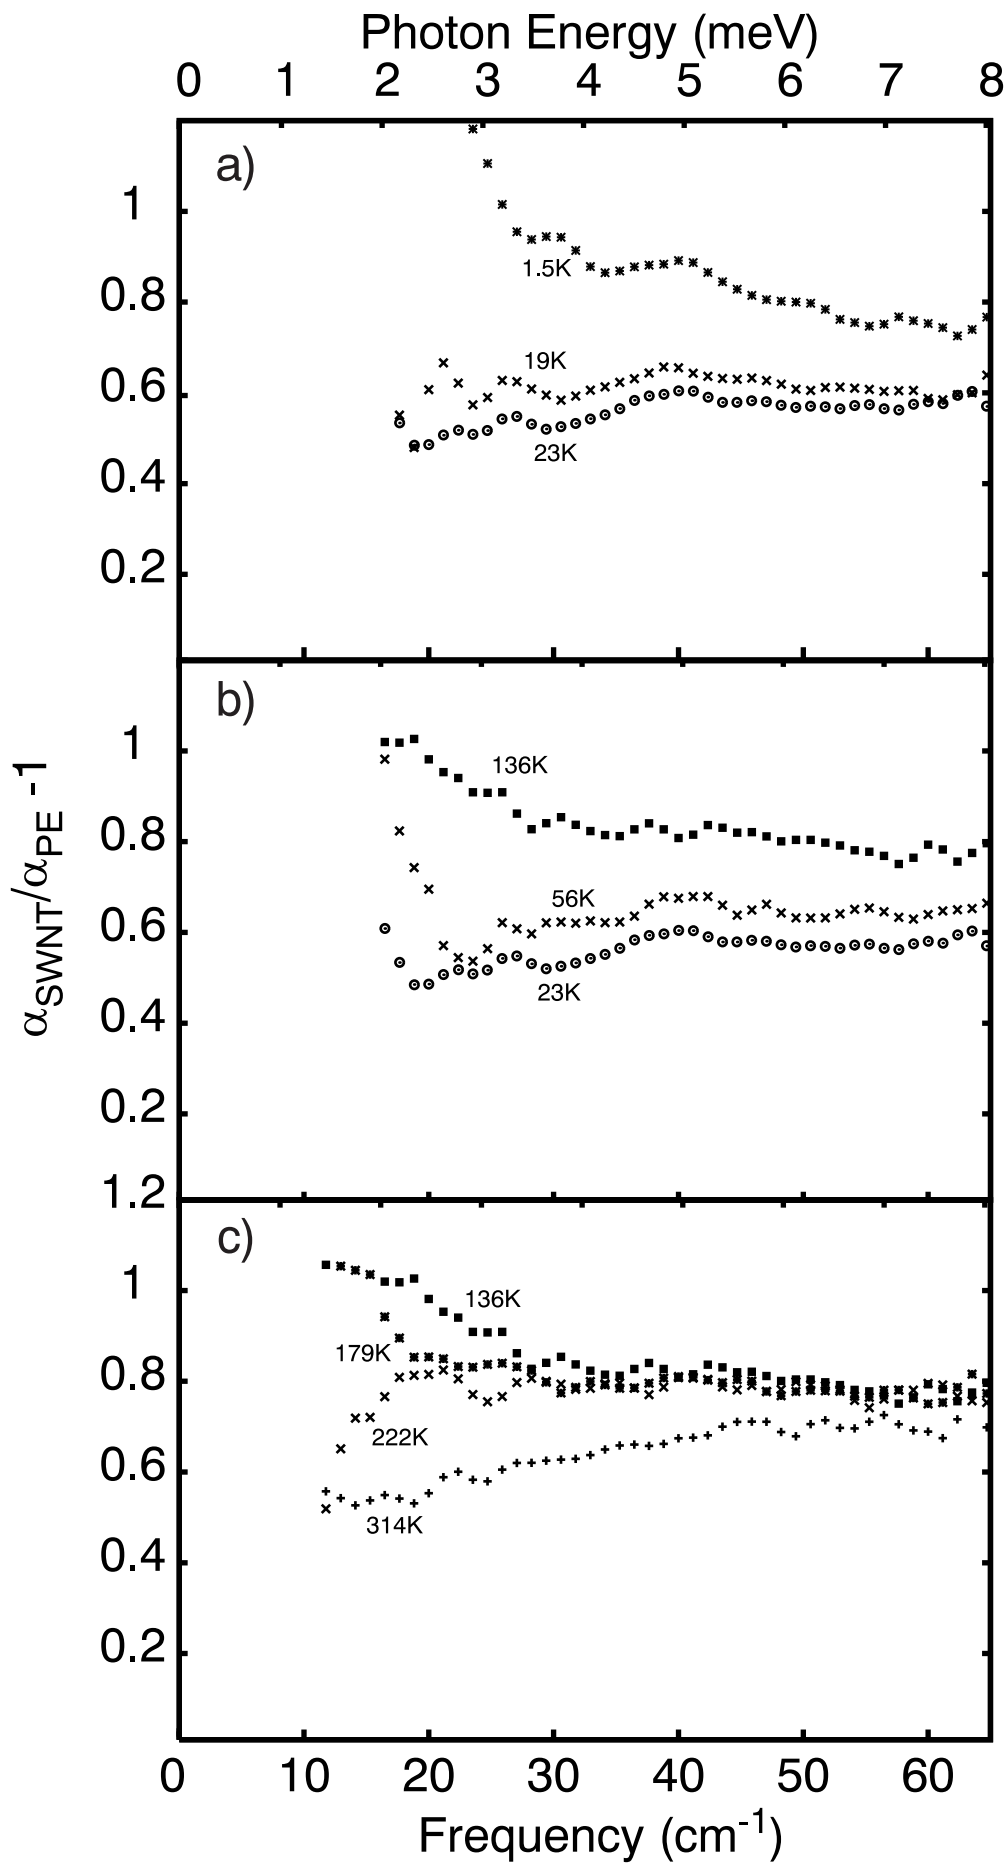 Photon Energy (meV)
0 1 2 3 4 5 6 7 8
a)
1
0.8
0.6
0.4
0.2
1.5K
19K
23K
b)
1
0.8
0.6
0.4
0.2
136K
56K
23K
αSWNT/αPE -1
c)
1.2
1
0.8
0.6
0.4
0.2
136K
179K
222K
314K
0 10 20 30 40 50 60
Frequency (cm-1)